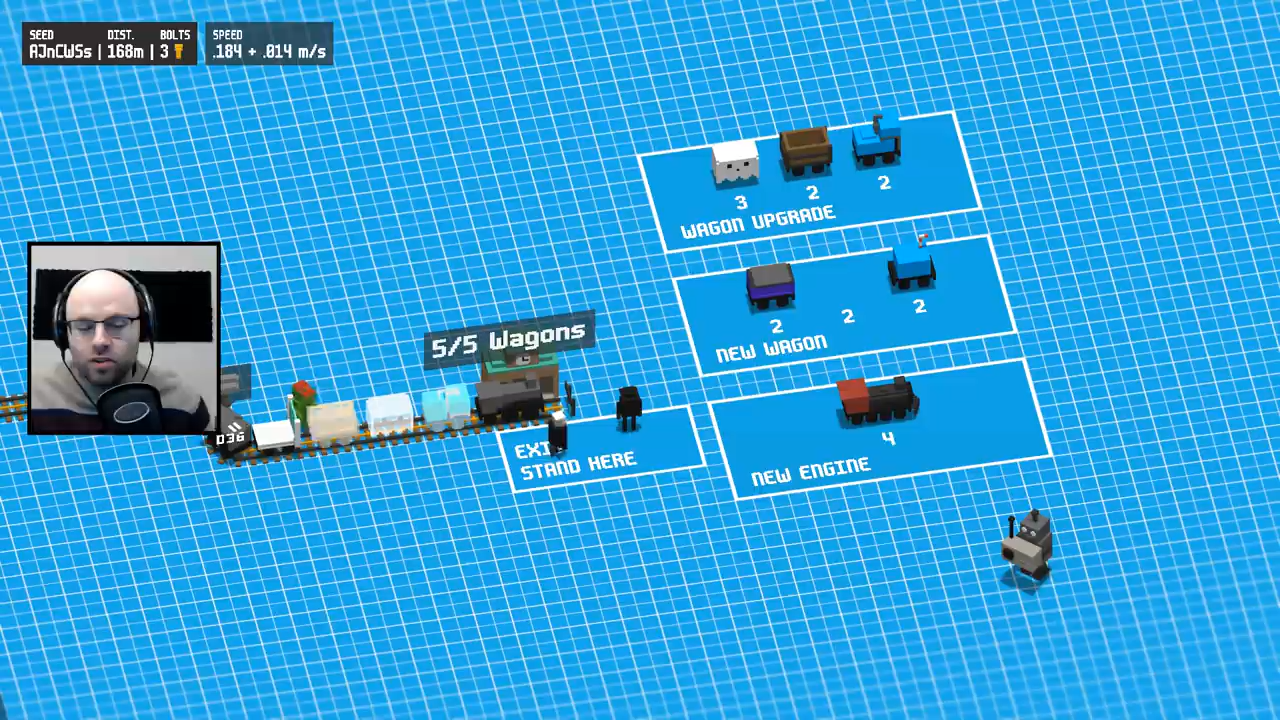 SEED DIST. BOLTS
AJnCWSs | 168m | 3
SPEED
.184 + .014 m/s
3 2 2
WAGON UPGRADE
2 2 2
NEW WAGON
5/5 Wagons
4
NEW ENGINE
STAND HERE